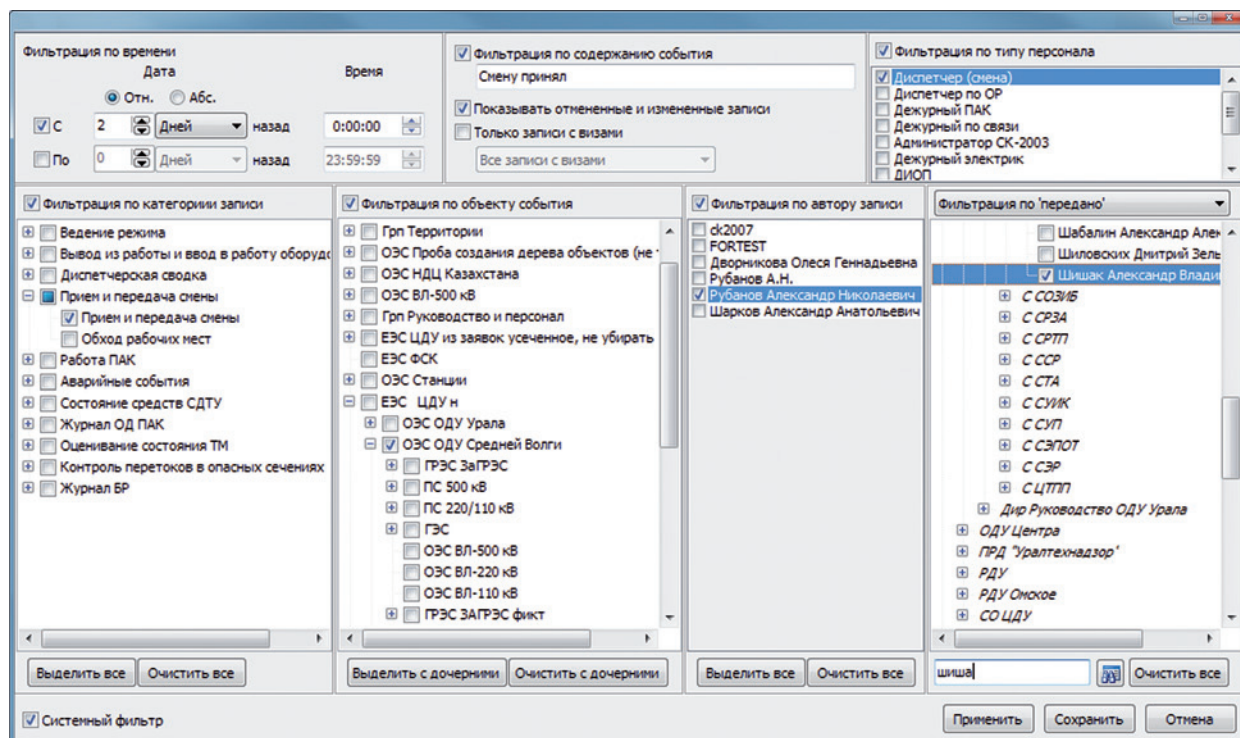 Фильтрация по времени
Дата Время
Отн. Абс.
С 2 Дней назад 0:00:00
По 0 Дней назад 23:59:59
Фильтрация по содержанию события
Смену принял
Показывать отмененные и измененные записи
Только записи с визами
Все записи с визами
Фильтрация по типу персонала
Диспетчер (смена)
Диспетчер по ОР
Дежурный ПАК
Дежурный по связи
Администратор СК-2003
Дежурный электрик
ДИОП
Фильтрация по категориии записи
Ведение режима
Вывод из работы и ввод в работу оборудо
Диспетчерская сводка
Прием и передача смены
Прием и передача смены
Обход рабочих мест
Работа ПАК
Аварийные события
Состояние средств СДТУ
Журнал ОД ПАК
Оценивание состояния ТМ
Контроль перетоков в опасных сечениях
Журнал БР
Выделить все Очистить все
Фильтрация по объекту события
Грп Территории
ОЭС Проба создания дерева объектов (не
ОЭС НДЦ Казахстана
ОЭС ВЛ-500 кВ
Грп Руководство и персонал
ЕЭС ЦДУ из заявок усеченное, не убирать
ЕЭС ФСК
ОЭС Станции
ЕЭС ЦДУ н
ОЭС ОДУ Урала
ОЭС ОДУ Средней Волги
ГРЭС ЗаГРЭС
ПС 500 кВ
ПС 220/110 кВ
ГЭС
ОЭС ВЛ-500 кВ
ОЭС ВЛ-220 кВ
ОЭС ВЛ-110 кВ
ГРЭС ЗАГРЭС фикт
Выделить с дочерними Очистить с дочерними
Фильтрация по автору записи
ck2007
FORTEST
Дворникова Олеся Геннадьевна
Рубанов А.Н.
Рубанов Александр Николаевич
Шарков Александр Анатольевич
Выделить все Очистить все
Фильтрация по 'передано'
Шабалин Александр Алек
Шиловских Дмитрий Зель
Шишак Александр Влади
С СОЗИБ
С СРЗА
С СРТП
С ССР
С СТА
С СУИК
С СУП
С СЭПОТ
С СЭР
С ЦТПП
Дир Руководство ОДУ Урала
ОДУ Центра
ПРД "Уралтехнадзор"
РДУ
РДУ Омское
СО ЦДУ
шиша Очистить все
Системный фильтр
Применить Сохранить Отмена